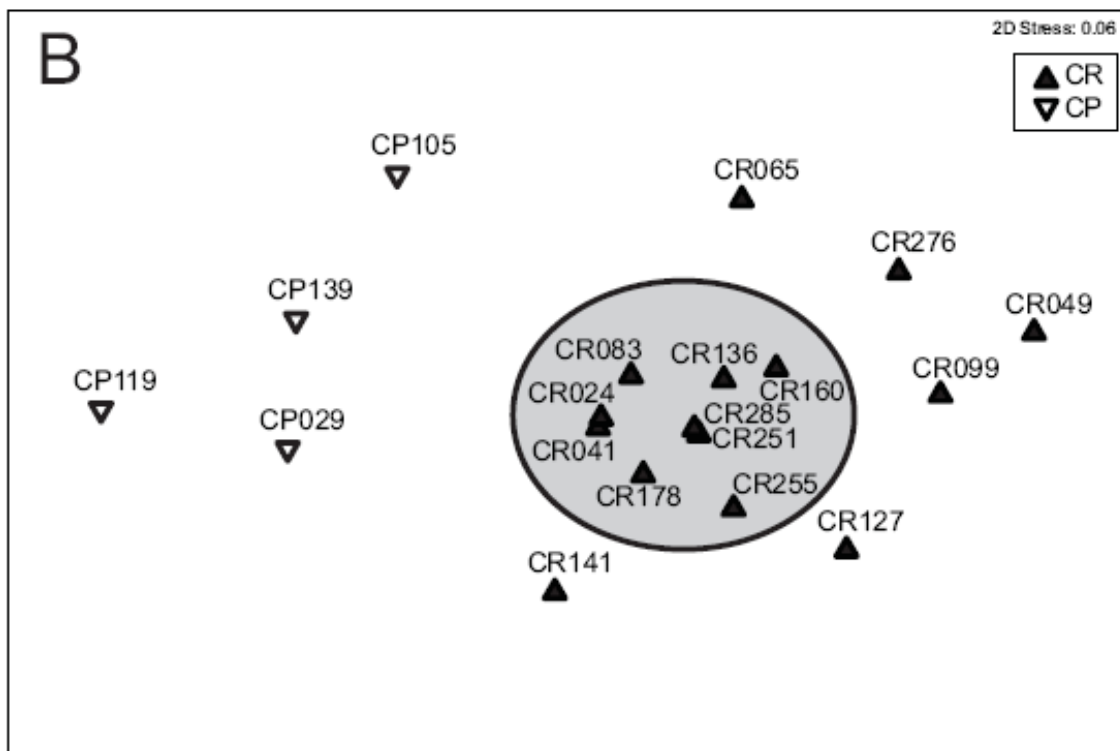 2D Stress: 0.06
B
CR
CP
CP105
CR065
CR276
CP139
CR049
CR083
CR136
CP119
CR024
CR160
CR099
CP029
CR285
CR041
CR251
CR178
CR255
CR127
CR141